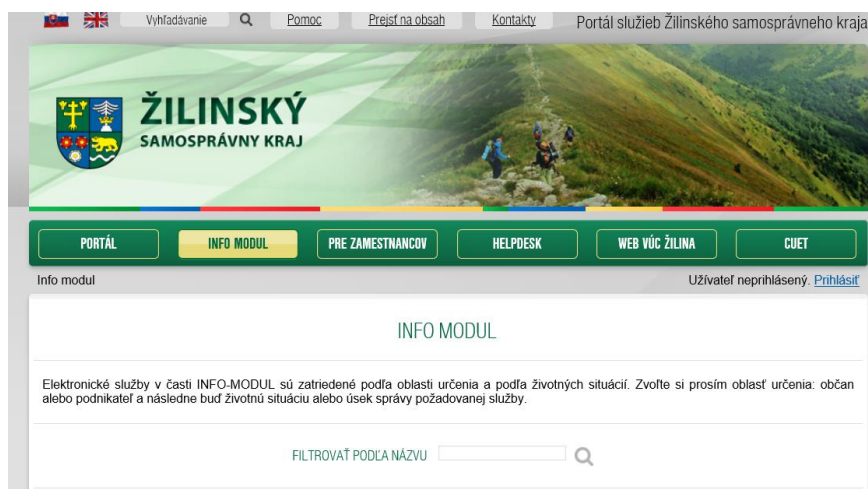 Vyhľadávanie Pomoc Prejsť na obsah Kontakty Portál služieb Žilinského samosprávneho kraja
ŽILINSKÝ
SAMOSPRÁVNY KRAJ
PORTÁL INFO MODUL PRE ZAMESTNANCOV HELPDESK WEB VÚC ŽILINA CUET
Info modul Užívateľ neprihlásený. Prihlásiť
INFO MODUL
Elektronické služby v časti INFO-MODUL sú zatriedené podľa oblasti určenia a podľa životných situácií. Zvoľte si prosím oblasť určenia: občan
alebo podnikateľ a následne buď životnú situáciu alebo úsek správy požadovanej služby.
FILTROVAŤ PODĽA NÁZVU